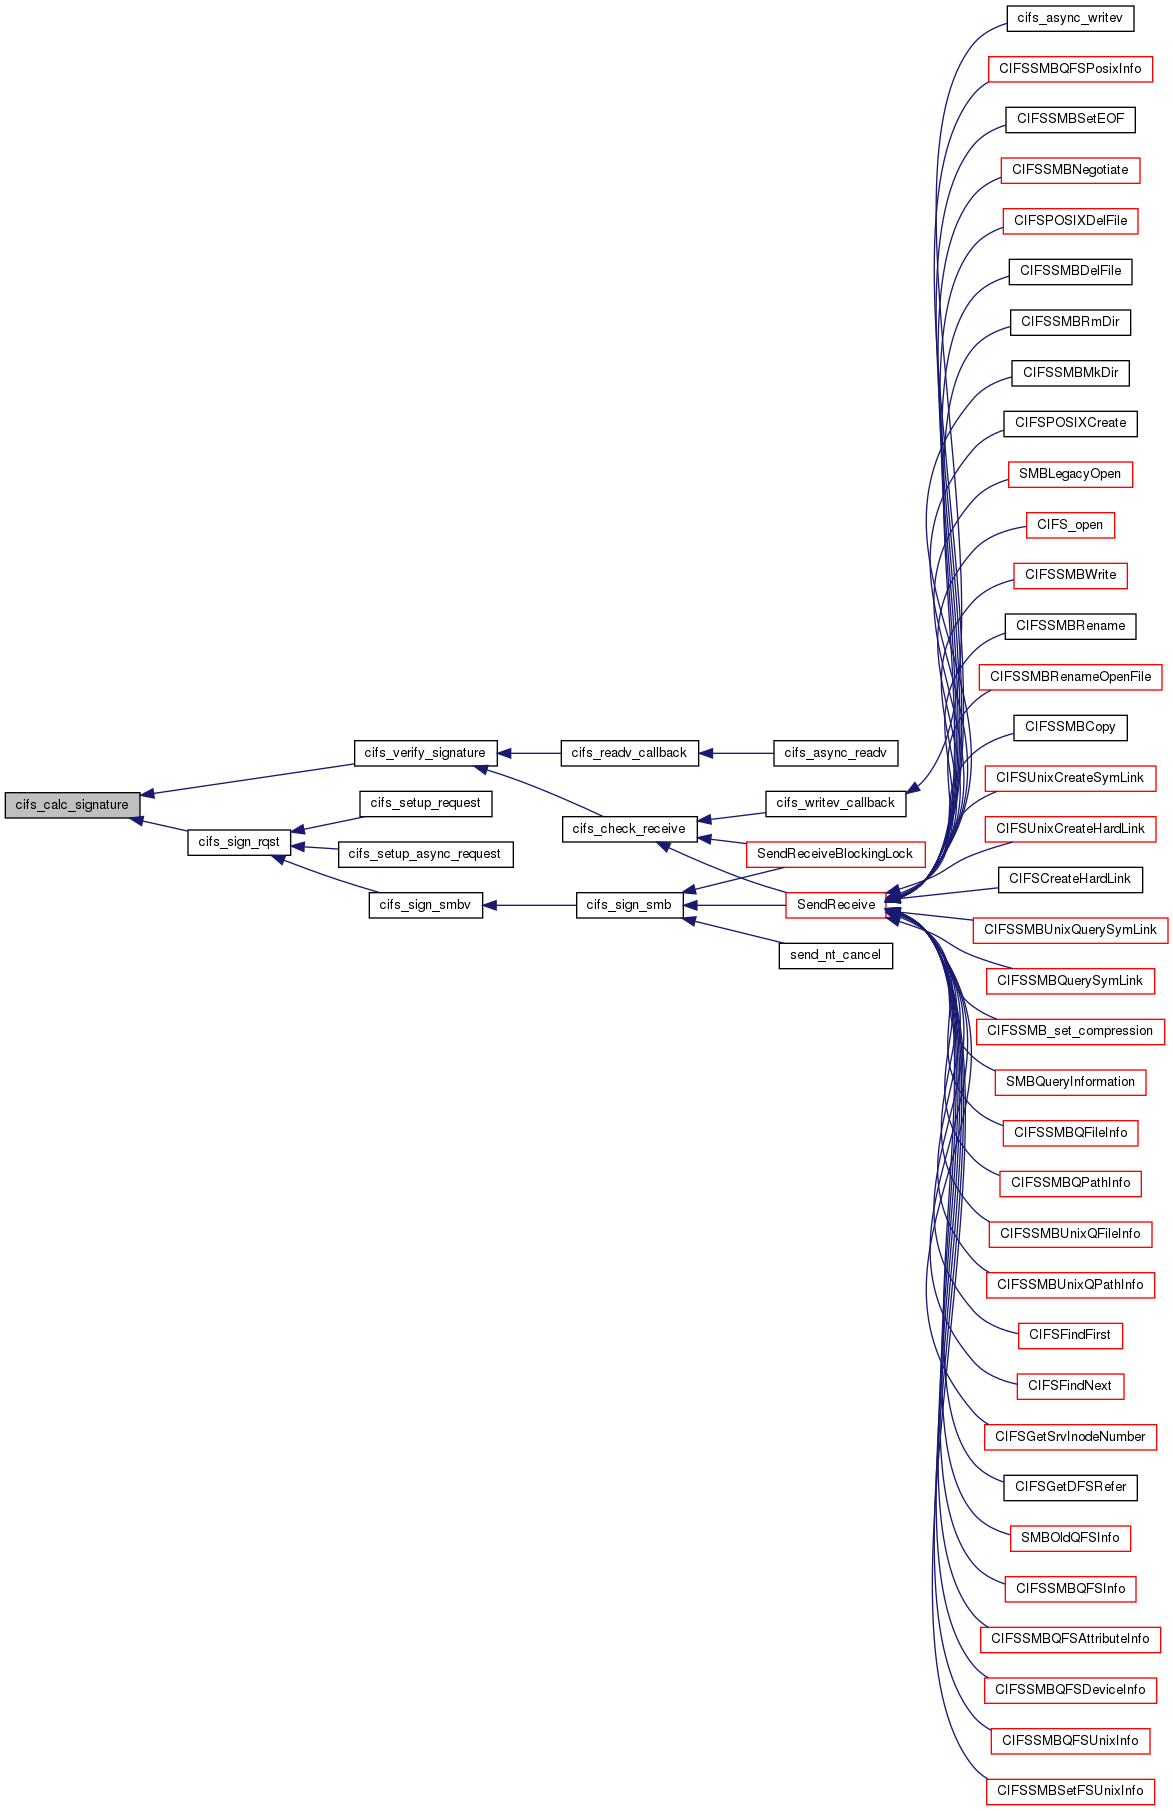 cifs_async_writev
CIFSSMBQFSPosixInfo
CIFSSMBSetEOF
CIFSSMBNegotiate
CIFSPOSIXDelFile
CIFSSMBDelFile
CIFSSMBRmDir
CIFSSMBMkDir
CIFSPOSIXCreate
SMBLegacyOpen
CIFS_open
CIFSSMBWrite
CIFSSMBRename
CIFSSMBRenameOpenFile
CIFSSMBCopy
cifs_verify_signature
cifs_readv_callback
cifs_async_readv
CIFSUnixCreateSymLink
cifs_calc_signature
cifs_setup_request
cifs_writev_callback
cifs_check_receive
CIFSUnixCreateHardLink
cifs_sign_rqst
cifs_setup_async_request
SendReceiveBlockingLock
CIFSCreateHardLink
cifs_sign_smbv
cifs_sign_smb
SendReceive
CIFSSMBUnixQuerySymLink
send_nt_cancel
CIFSSMBQuerySymLink
CIFSSMB_set_compression
SMBQueryInformation
CIFSSMBQFileInfo
CIFSSMBQPathInfo
CIFSSMBUnixQFileInfo
CIFSSMBUnixQPathInfo
CIFSFindFirst
CIFSFindNext
CIFSGetSrvInodeNumber
CIFSGetDFSRefer
SMBOldQFSInfo
CIFSSMBQFSInfo
CIFSSMBQFSAttributeInfo
CIFSSMBQFSDeviceInfo
CIFSSMBQFSUnixInfo
CIFSSMBSetFSUnixInfo